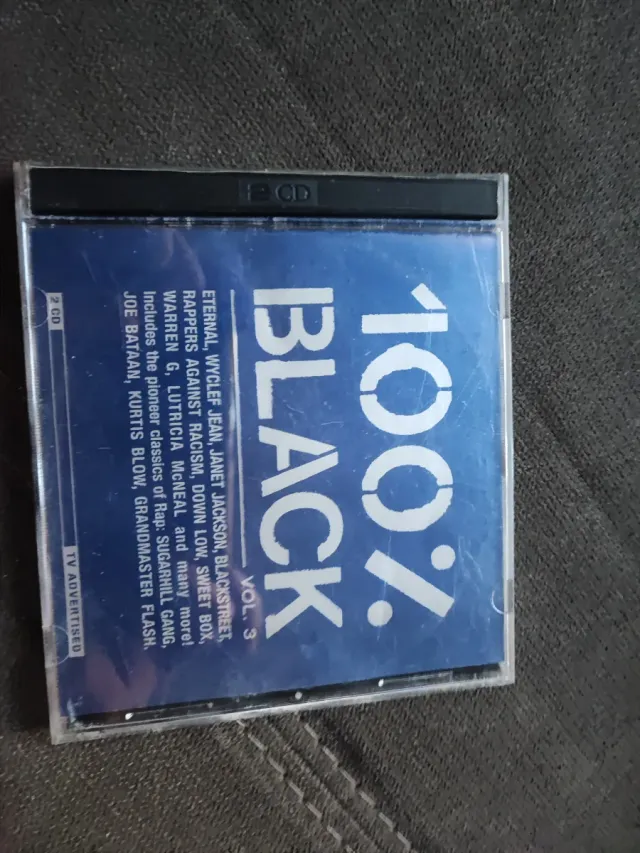 2 CD
100%
BLACK
VOL. 3
ETERNAL, WYCLEF JEAN, JANET JACKSON, BLACKSTREET,
RAPPERS AGAINST RACISM, DOWN LOW, SWEET BOX,
WARREN G, LUTRICIA McNEAL and many more!
Includes the pioneer classics of Rap: SUGARHILL GANG,
JOE BATAAN, KURTIS BLOW, GRANDMASTER FLASH.
2 CD
TV ADVERTISED